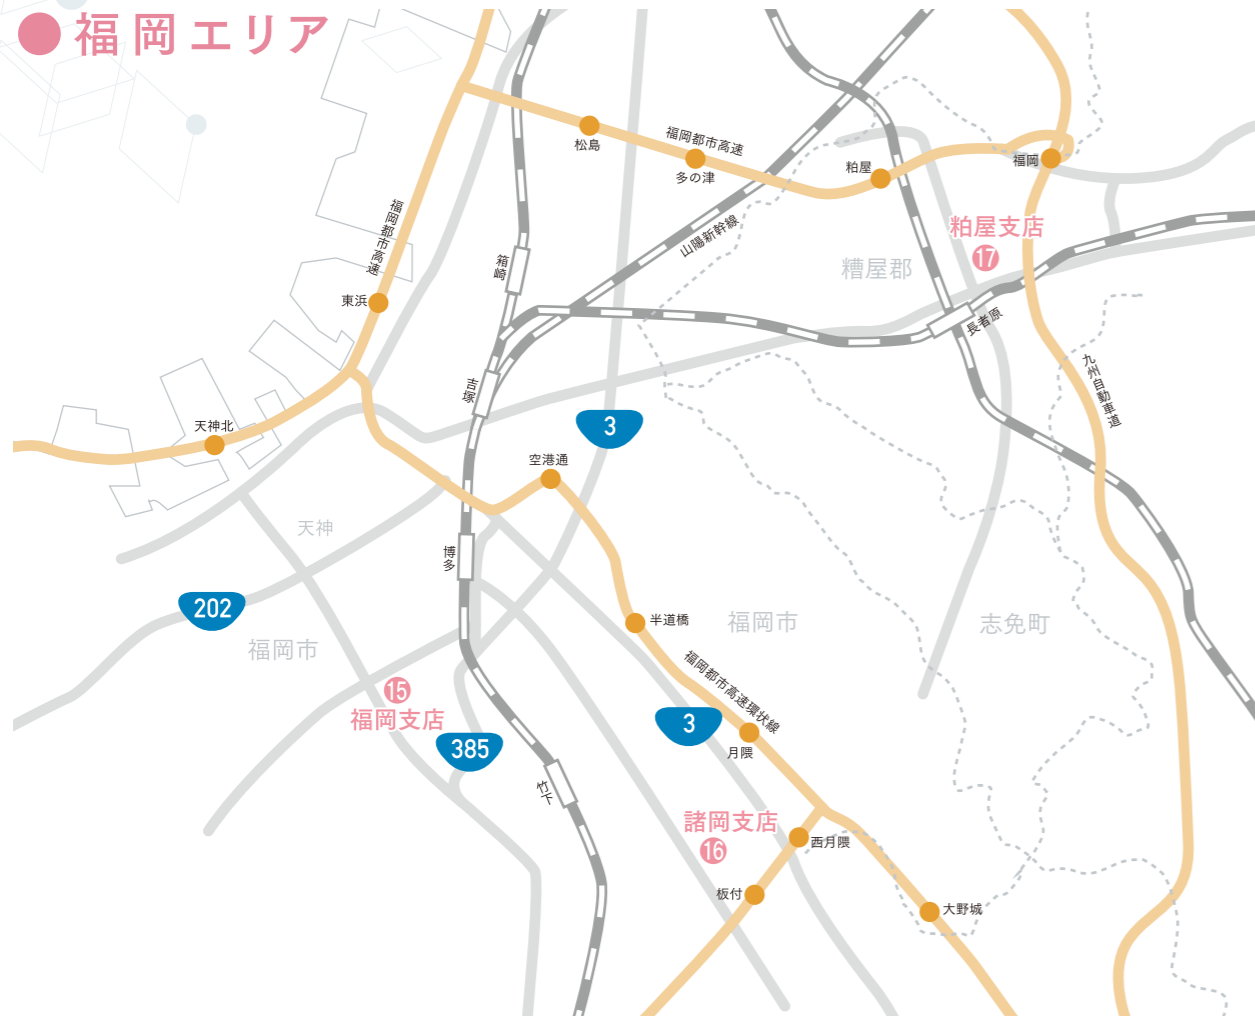 福岡エリア
松島
福岡都市高速
多の津
粕屋
福岡
福岡都市高速
山陽新幹線
粕屋支店
17
糟屋郡
箱崎
東浜
長者原
九州自動車道
吉塚
天神北
3
空港通
天神
博多
202
福岡市
半道橋
福岡市
志免町
福岡都市高速環状線
15
福岡支店
3
385
月隈
竹下
諸岡支店
16
西月隈
板付
大野城